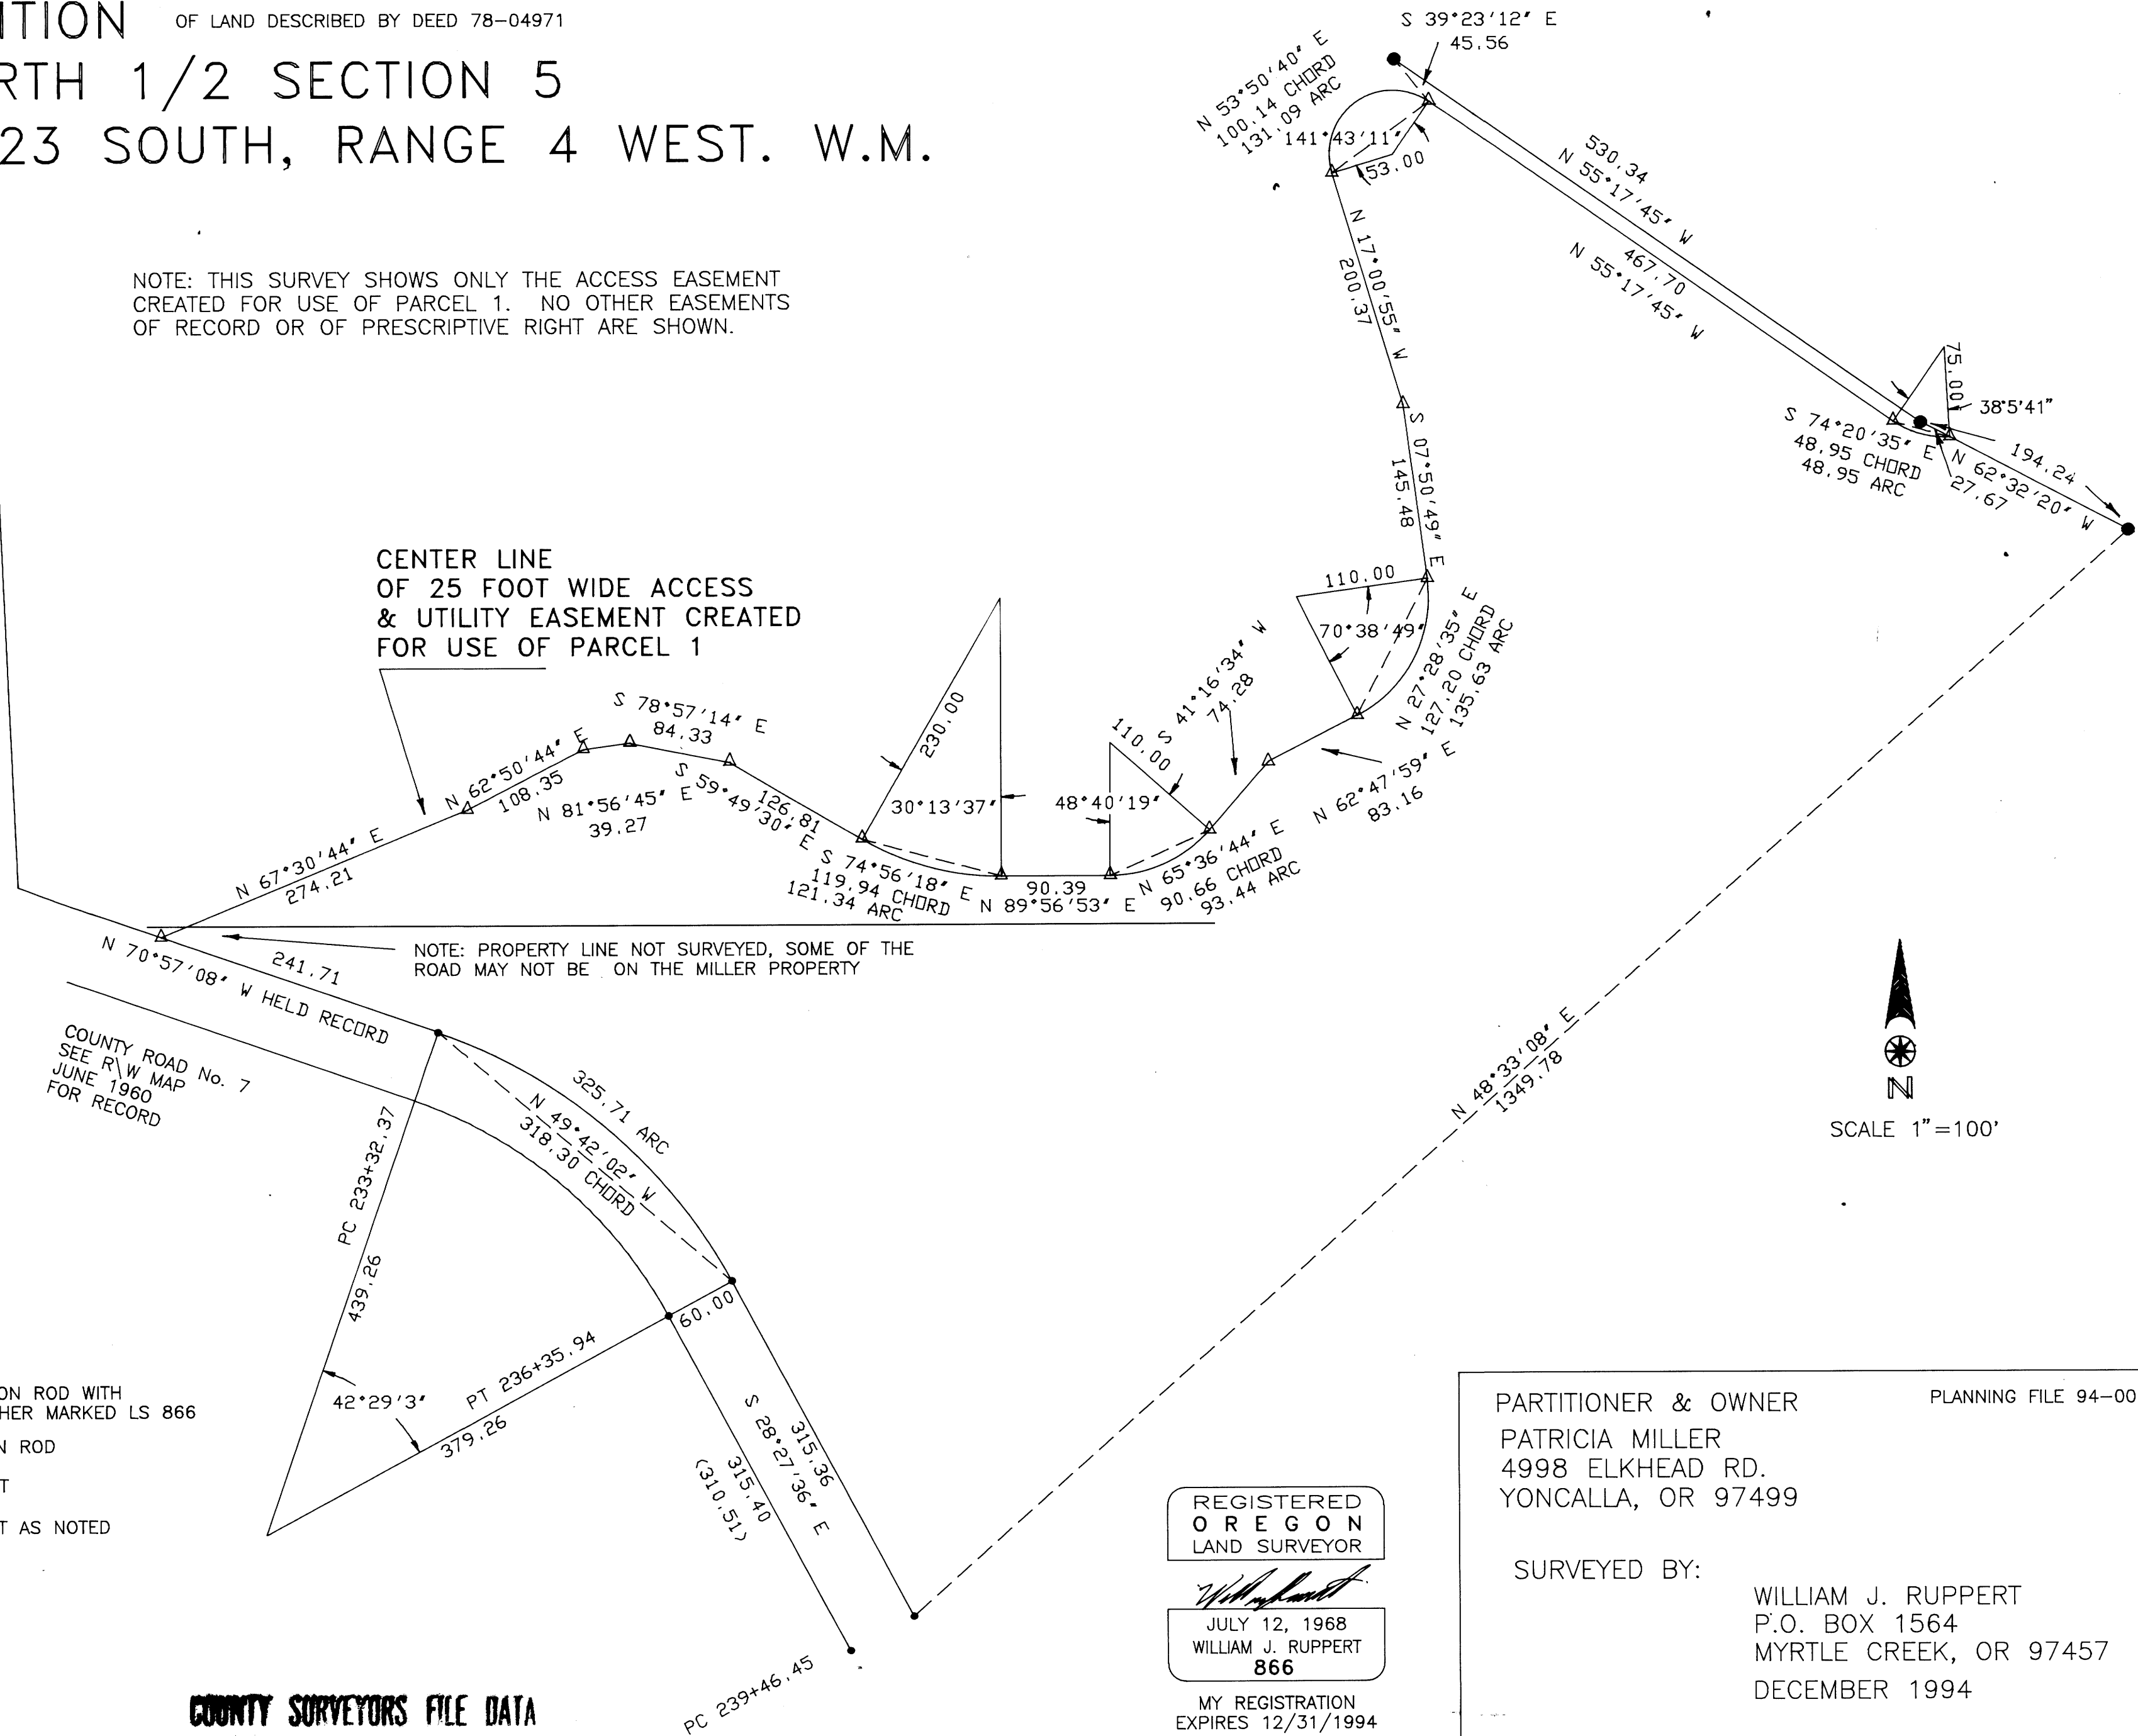 ITION OF LAND DESCRIBED BY DEED 78-04971
RTH 1/2 SECTION 5
23 SOUTH, RANGE 4 WEST. W.M.
NOTE: THIS SURVEY SHOWS ONLY THE ACCESS EASEMENT
CREATED FOR USE OF PARCEL 1. NO OTHER EASEMENTS
OF RECORD OR OF PRESCRIPTIVE RIGHT ARE SHOWN.
S 39°23'12" E
45.56
N 53°50'40" E
100.14 CHORD
131.09 ARC
141°43'11"
53.00
530.34
N 55°17'45" W
467.70
N 55°17'45" W
N 17°00'55" W
200.37
75.00
38°5'41"
S 74°20'35" E
48.95 CHORD
48.95 ARC
194.24
N 62°32'20" W
27.67
S 07°50'49" E
145.48
CENTER LINE
OF 25 FOOT WIDE ACCESS
& UTILITY EASEMENT CREATED
FOR USE OF PARCEL 1
110.00
70°38'49"
N 27°28'35" E
127.20 CHORD
135.63 ARC
S 41°16'34" W
74.28
110.00
N 62°47'59" E
83.16
230.00
30°13'37"
48°40'19"
S 78°57'14" E
84.33
N 62°50'44" E
108.35
N 81°56'45" E
39.27
126.81
S 59°49'30" E
S 74°56'18" E
119.94 CHORD
121.34 ARC
90.39
N 89°56'53" E
N 65°36'44" E
90.66 CHORD
93.44 ARC
N 67°30'44" E
274.21
NOTE: PROPERTY LINE NOT SURVEYED, SOME OF THE
ROAD MAY NOT BE ON THE MILLER PROPERTY
241.71
N 70°57'08" W HELD RECORD
COUNTY ROAD No. 7
SEE R\W MAP
JUNE 1960
FOR RECORD
325.71 ARC
N 49°42'02" W
318.30 CHORD
PC 233+32.37
439.26
60.00
PT 236+35.94
379.26
42°29'3"
N 48°33'08" E
1349.78
N
SCALE 1"=100'
315.36
S 28°27'36" E
315.40
(310.51)
PC 239+46.45
ON ROD WITH
HER MARKED LS 866
N ROD
T
T AS NOTED
REGISTERED
OREGON
LAND SURVEYOR
JULY 12, 1968
WILLIAM J. RUPPERT
866
MY REGISTRATION
EXPIRES 12/31/1994
PARTITIONER & OWNER PLANNING FILE 94-00
PATRICIA MILLER
4998 ELKHEAD RD.
YONCALLA, OR 97499
SURVEYED BY:
WILLIAM J. RUPPERT
P.O. BOX 1564
MYRTLE CREEK, OR 97457
DECEMBER 1994
COUNTY SURVEYORS FILE DATA